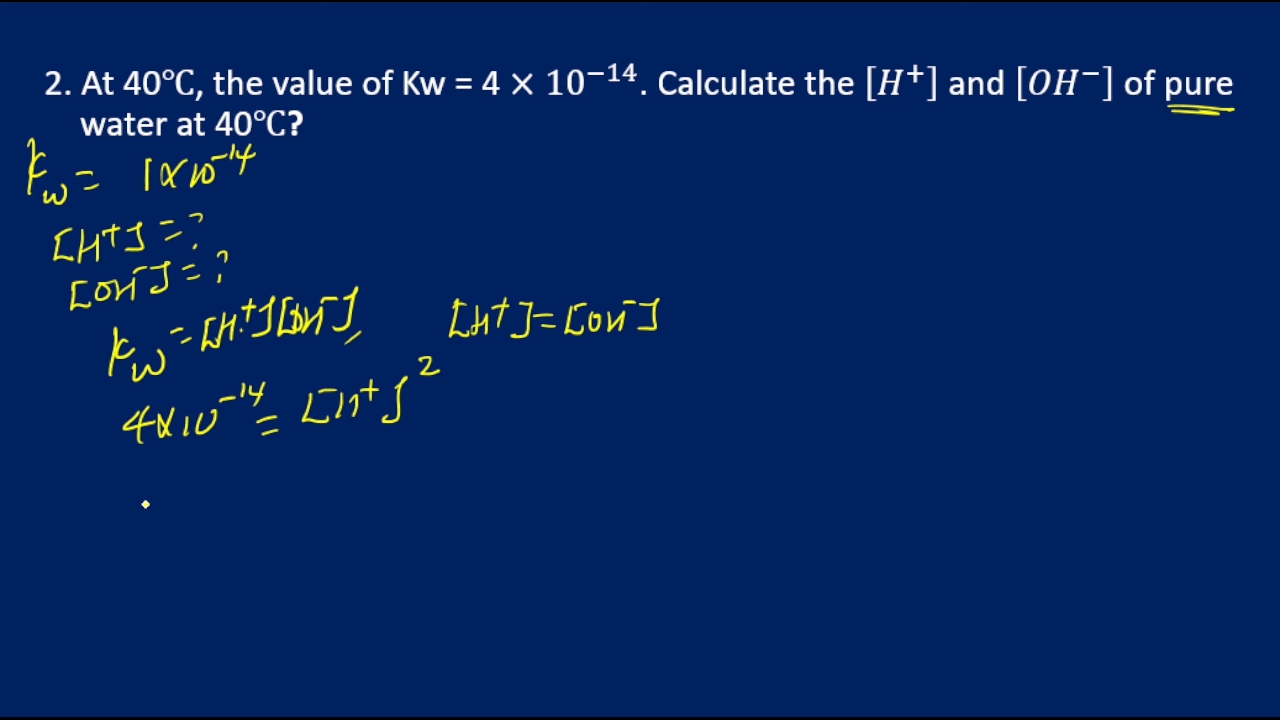 2. At 40℃, the value of Kw = 4 × 10⁻¹⁴. Calculate the [H⁺] and [OH⁻] of pure
water at 40℃?
Kw = 1×10⁻¹⁴
[H⁺] = ?
[OH⁻] = ?
Kw = [H⁺][OH⁻] [H⁺] = [OH⁻]
4×10⁻¹⁴ = [H⁺]²